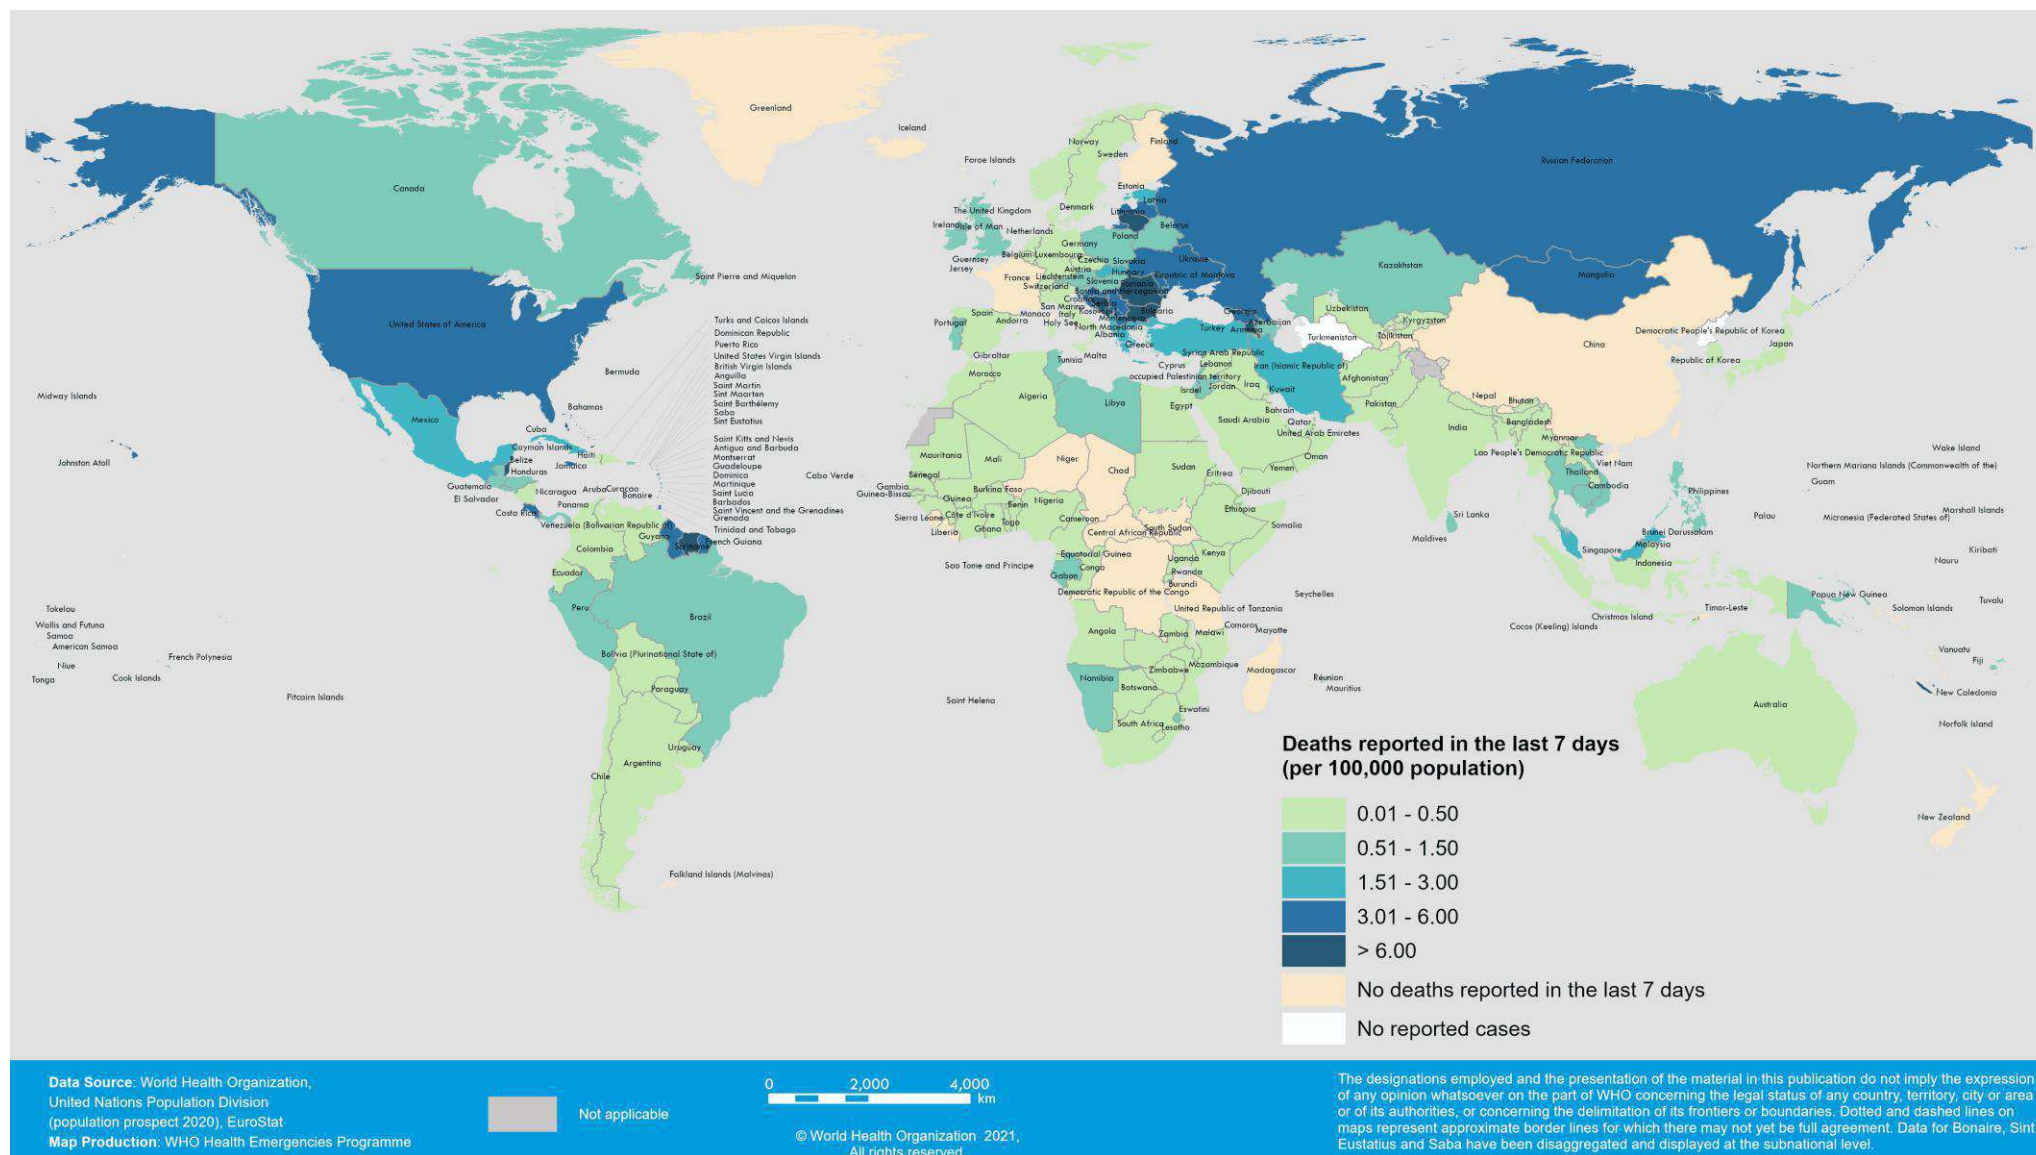 Greenland
Iceland
Faroe Islands
Norway
Sweden
Finland
Russian Federation
Canada
Estonia
Latvia
Denmark
Lithuania
The United Kingdom
Ireland
Isle of Man
Netherlands
Poland
Belarus
Germany
Guernsey
Jersey
Belgium
Luxembourg
Czechia
Slovakia
Ukraine
Austria
Hungary
Republic of Moldova
Kazakhstan
Mongolia
Saint Pierre and Miquelon
France
Liechtenstein
Switzerland
Slovenia
Romania
Bosnia and Herzegovina
Croatia
Serbia
San Marino
Italy
Kosovo
Bulgaria
Monaco
Spain
Andorra
Portugal
Holy See
Montenegro
North Macedonia
Albania
Greece
Georgia
Azerbaijan
Turkey
Armenia
Uzbekistan
Kyrgyzstan
Turkmenistan
Tajikistan
Democratic People's Republic of Korea
China
Japan
Republic of Korea
United States of America
Turks and Caicos Islands
Dominican Republic
Puerto Rico
United States Virgin Islands
British Virgin Islands
Anguilla
Saint Martin
Sint Maarten
Saint Barthélemy
Saba
Sint Eustatius
Saint Kitts and Nevis
Antigua and Barbuda
Montserrat
Guadeloupe
Dominica
Martinique
Saint Lucia
Barbados
Saint Vincent and the Grenadines
Grenada
Trinidad and Tobago
Bermuda
Bahamas
Midway Islands
Johnston Atoll
Mexico
Cuba
Cayman Islands
Haiti
Belize
Jamaica
Honduras
Guatemala
El Salvador
Nicaragua
Aruba
Curacao
Bonaire
Panama
Costa Rica
Venezuela (Bolivarian Republic of)
Guyana
Suriname
French Guiana
Colombia
Ecuador
Peru
Brazil
Bolivia (Plurinational State of)
Paraguay
Uruguay
Argentina
Chile
Falkland Islands (Malvinas)
Gibraltar
Tunisia
Malta
Cyprus
Syrian Arab Republic
Lebanon
occupied Palestinian territory
Israel
Jordan
Iraq
Iran (Islamic Republic of)
Kuwait
Afghanistan
Morocco
Algeria
Libya
Egypt
Saudi Arabia
Bahrain
Qatar
United Arab Emirates
Oman
Yemen
Pakistan
Nepal
Bhutan
Bangladesh
India
Myanmar
Lao People's Democratic Republic
Viet Nam
Thailand
Cambodia
Philippines
Sri Lanka
Maldives
Brunei Darussalam
Malaysia
Singapore
Indonesia
Mauritania
Mali
Niger
Chad
Sudan
Eritrea
Cabo Verde
Senegal
Gambia
Guinea-Bissau
Guinea
Burkina Faso
Benin
Nigeria
Djibouti
Ethiopia
Somalia
Sierra Leone
Côte d'Ivoire
Liberia
Ghana
Togo
Cameroon
Central African Republic
South Sudan
Sao Tome and Principe
Equatorial Guinea
Gabon
Congo
Uganda
Kenya
Rwanda
Burundi
Democratic Republic of the Congo
United Republic of Tanzania
Seychelles
Angola
Zambia
Malawi
Comoros
Mayotte
Namibia
Zimbabwe
Mozambique
Madagascar
Botswana
Réunion
Mauritius
Saint Helena
South Africa
Lesotho
Eswatini
Wake Island
Northern Mariana Islands (Commonwealth of the)
Guam
Palau
Micronesia (Federated States of)
Marshall Islands
Kiribati
Nauru
Papua New Guinea
Solomon Islands
Tuvalu
Timor-Leste
Christmas Island
Cocos (Keeling) Islands
Vanuatu
Fiji
New Caledonia
Australia
Norfolk Island
New Zealand
Tokelau
Wallis and Futuna
Samoa
American Samoa
Niue
Tonga
Cook Islands
French Polynesia
Pitcairn Islands
Deaths reported in the last 7 days
(per 100,000 population)
0.01 - 0.50
0.51 - 1.50
1.51 - 3.00
3.01 - 6.00
> 6.00
No deaths reported in the last 7 days
No reported cases
Data Source: World Health Organization,
United Nations Population Division
(population prospect 2020), EuroStat
Map Production: WHO Health Emergencies Programme
Not applicable
0 2,000 4,000
km
© World Health Organization 2021,
All rights reserved
The designations employed and the presentation of the material in this publication do not imply the expression
of any opinion whatsoever on the part of WHO concerning the legal status of any country, territory, city or area
or of its authorities, or concerning the delimitation of its frontiers or boundaries. Dotted and dashed lines on
maps represent approximate border lines for which there may not yet be full agreement. Data for Bonaire, Sint
Eustatius and Saba have been disaggregated and displayed at the subnational level.